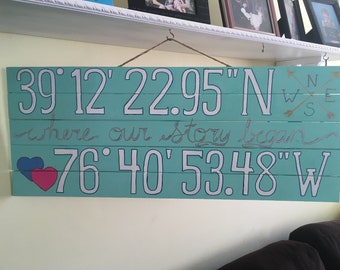 39° 12' 22.95" N
N
W E
S
where our story began
76° 40' 53.48" W